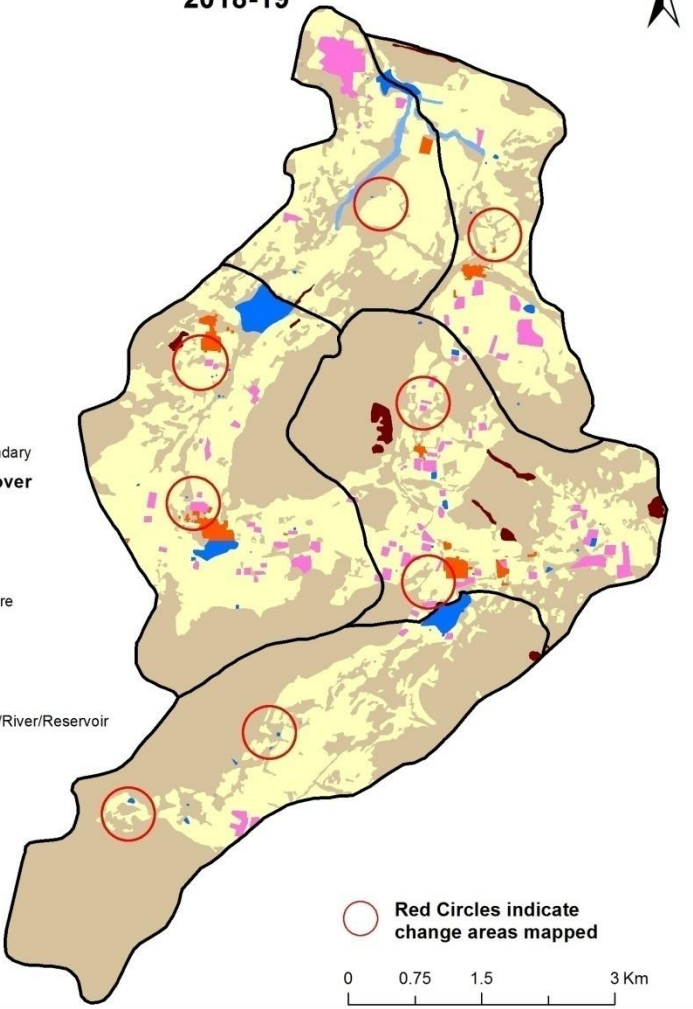 2018-19
ndary
over
re
/River/Reservoir
Red Circles indicate
change areas mapped
0 0.75 1.5 3 Km